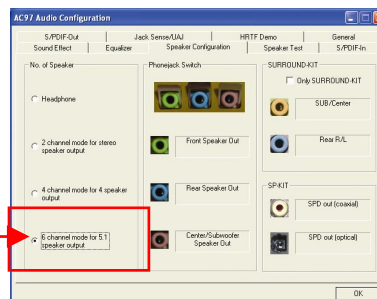 AC97 Audio Configuration
S/PDIF-Out
Jack Sense/UAJ
HRTF Demo
General
Sound Effect
Equalizer
Speaker Configuration
Speaker Test
S/PDIF-In
No. of Speaker
Headphone
2 channel mode for stereo
speaker output
4 channel mode for 4 speaker
output
6 channel mode for 5.1
speaker output
Phonejack Switch
Front Speaker Out
Rear Speaker Out
Center/Subwoofer
Speaker Out
SURROUND-KIT
Only SURROUND-KIT
SUB/Center
Rear R/L
SP-KIT
SPD out (coaxial)
SPD out (optical)
OK